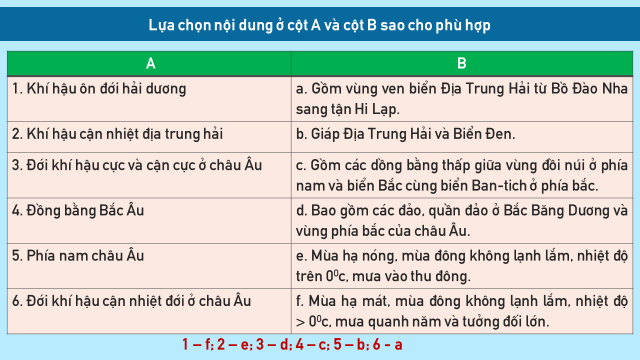 Lựa chọn nội dung ở cột A và cột B sao cho phù hợp
A
B
1. Khí hậu ôn đới hải dương
a. Gồm vùng ven biển Địa Trung Hải từ Bồ Đào Nha
sang tận Hi Lạp.
2. Khí hậu cận nhiệt địa trung hải
b. Giáp Địa Trung Hải và Biển Đen.
3. Đới khí hậu cực và cận cực ở châu Âu
c. Gồm các dồng bằng thấp giữa vùng đồi núi ở phía
nam và biển Bắc cùng biển Ban-tich ở phía bắc.
4. Đồng bằng Bắc Âu
d. Bao gồm các đảo, quần đảo ở Bắc Băng Dương và
vùng phía bắc của châu Âu.
5. Phía nam châu Âu
e. Mùa hạ nóng, mùa đông không lạnh lắm, nhiệt độ
trên 0⁰c, mưa vào thu đông.
6. Đới khí hậu cận nhiệt đới ở châu Âu
f. Mùa hạ mát, mùa đông không lạnh lắm, nhiệt độ
> 0⁰c, mưa quanh năm và tưởng đối lớn.
1 – f; 2 – e; 3 – d; 4 – c; 5 – b; 6 - a